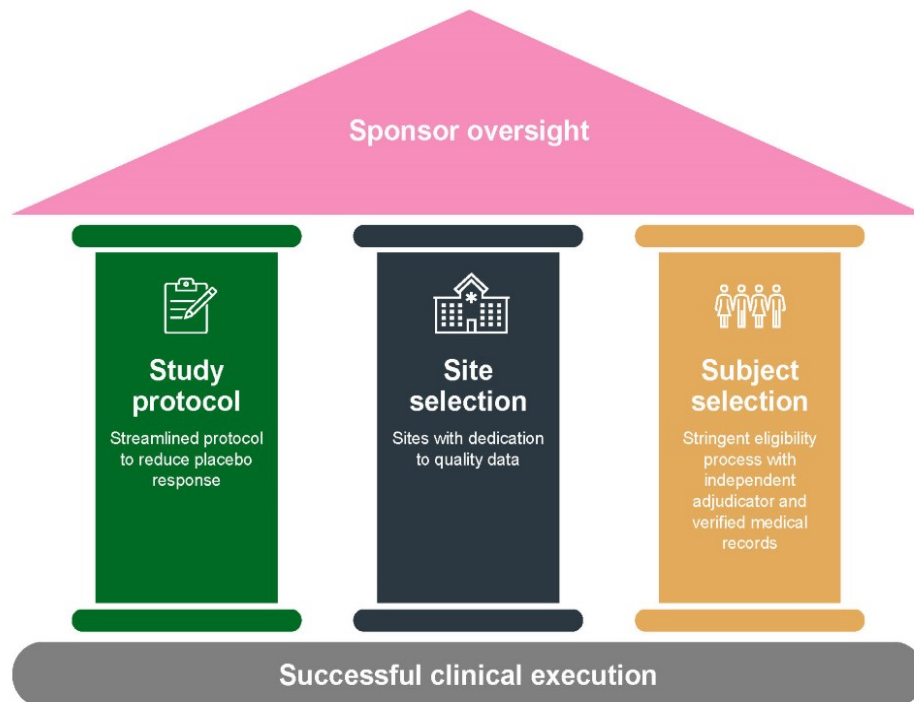 Sponsor oversight
Study
protocol
Streamlined protocol
to reduce placebo
response
Site
selection
Sites with dedication
to quality data
Subject
selection
Stringent eligibility
process with
independent
adjudicator and
verified medical
records
Successful clinical execution